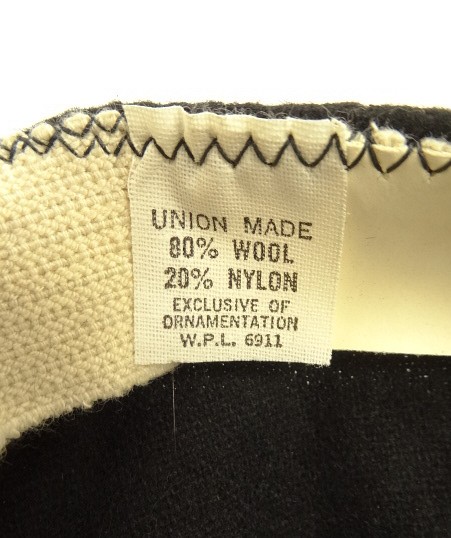 UNION MADE
80% WOOL
20% NYLON
EXCLUSIVE OF
ORNAMENTATION
W.P.L. 6911